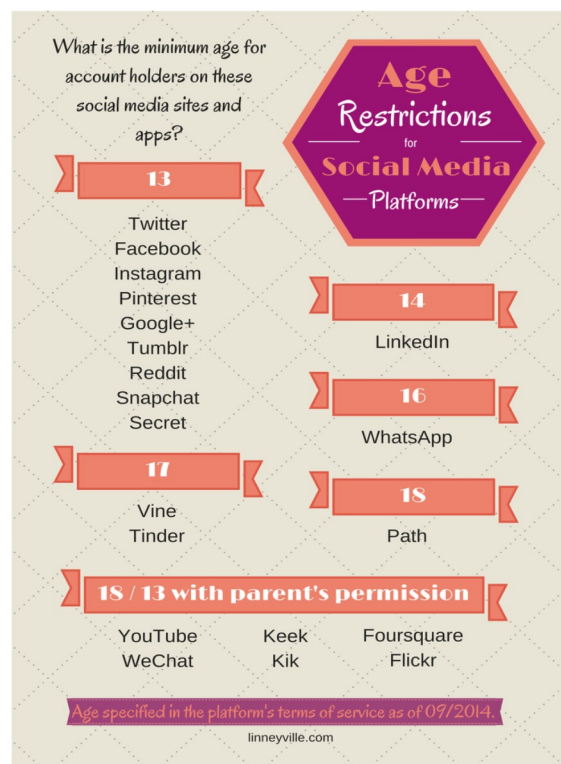 What is the minimum age for
account holders on these
social media sites and
apps?
Age
Restrictions
for
Social Media
Platforms
13
Twitter
Facebook
Instagram
Pinterest
Google+
Tumblr
Reddit
Snapchat
Secret
14
LinkedIn
16
WhatsApp
17
Vine
Tinder
18
Path
18 / 13 with parent's permission
YouTube Keek Foursquare
WeChat Kik Flickr
Age specified in the platform's terms of service as of 09/2014.
linneyville.com